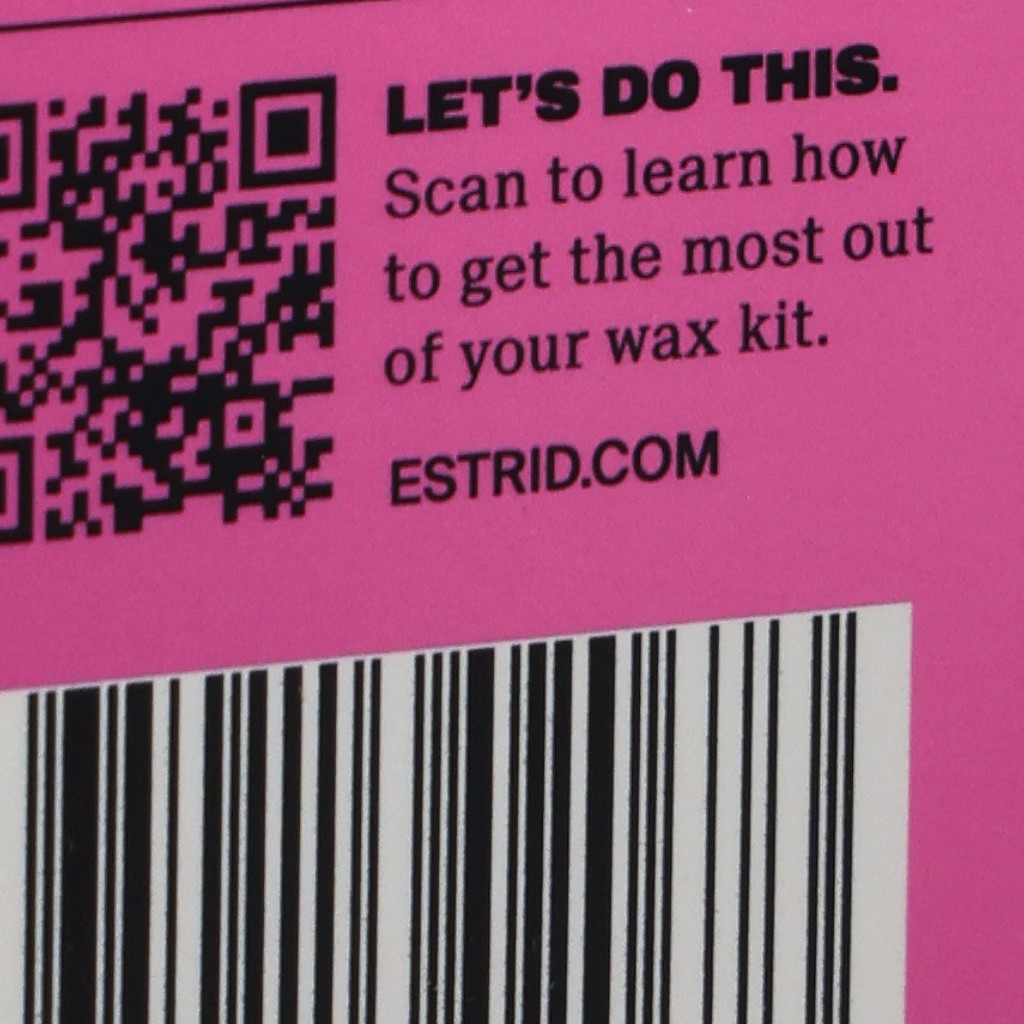 LET’S DO THIS.
Scan to learn how
to get the most out
of your wax kit.
ESTRID.COM